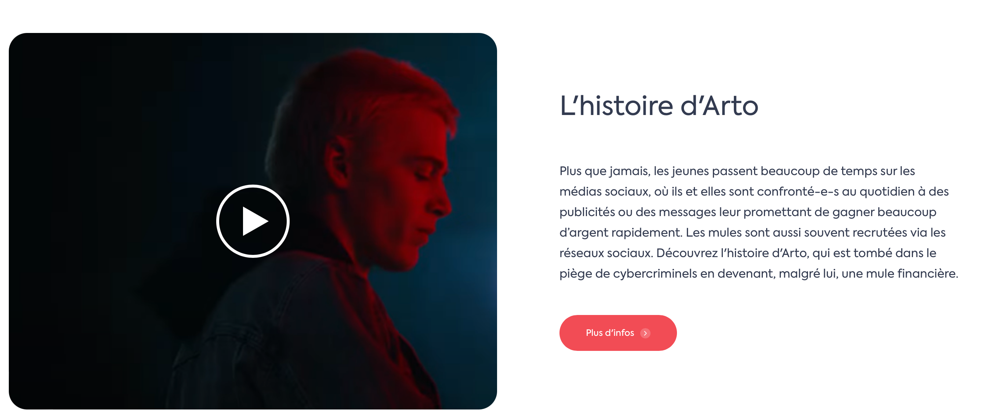 L'histoire d'Arto
Plus que jamais, les jeunes passent beaucoup de temps sur les
médias sociaux, où ils et elles sont confronté-e-s au quotidien à des
publicités ou des messages leur promettant de gagner beaucoup
d’argent rapidement. Les mules sont aussi souvent recrutées via les
réseaux sociaux. Découvrez l'histoire d'Arto, qui est tombé dans le
piège de cybercriminels en devenant, malgré lui, une mule financière.
Plus d'infos